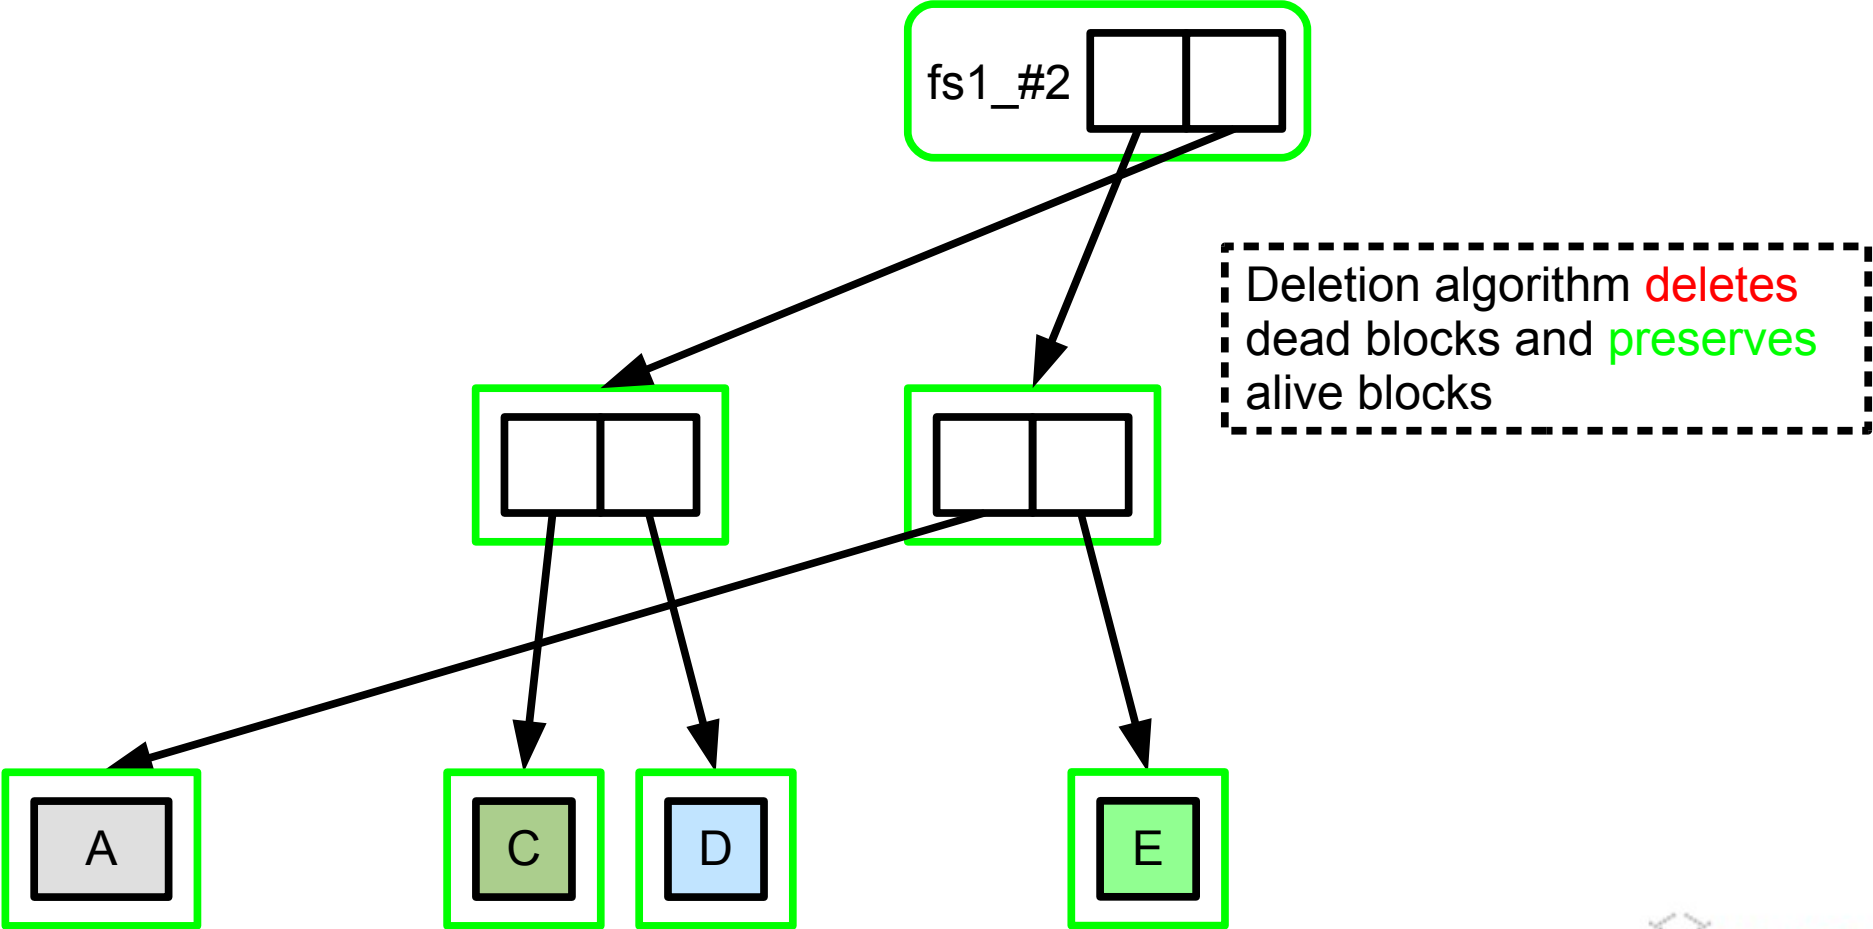 fs1_#2
Deletion algorithm deletes
dead blocks and preserves
alive blocks
A
C
D
E